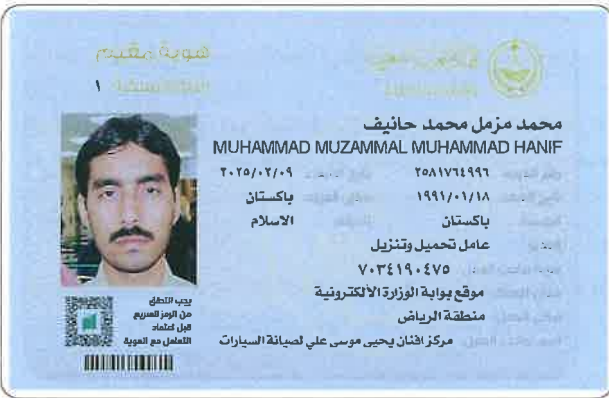 هوية مقيم
١
محمد مزمل محمد حانيف
MUHAMMAD MUZAMMAL MUHAMMAD HANIF
٢٥٨١٧٦٤٩٩٦ ٢٠٢٥/٠٢/٠٩
١٩٩١/٠١/١٨ باكستان
باكستان الاسلام
عامل تحميل وتنزيل
٧٠٣٤١٩٠٤٧٥
موقع بوابة الوزارة الألكترونية
منطقة الرياض
مركز افنان يحيى موسى علي لصيانة السيارات
يجب التحقق
من الرمز السريع
قبل اعتماد
التعامل مع الهوية